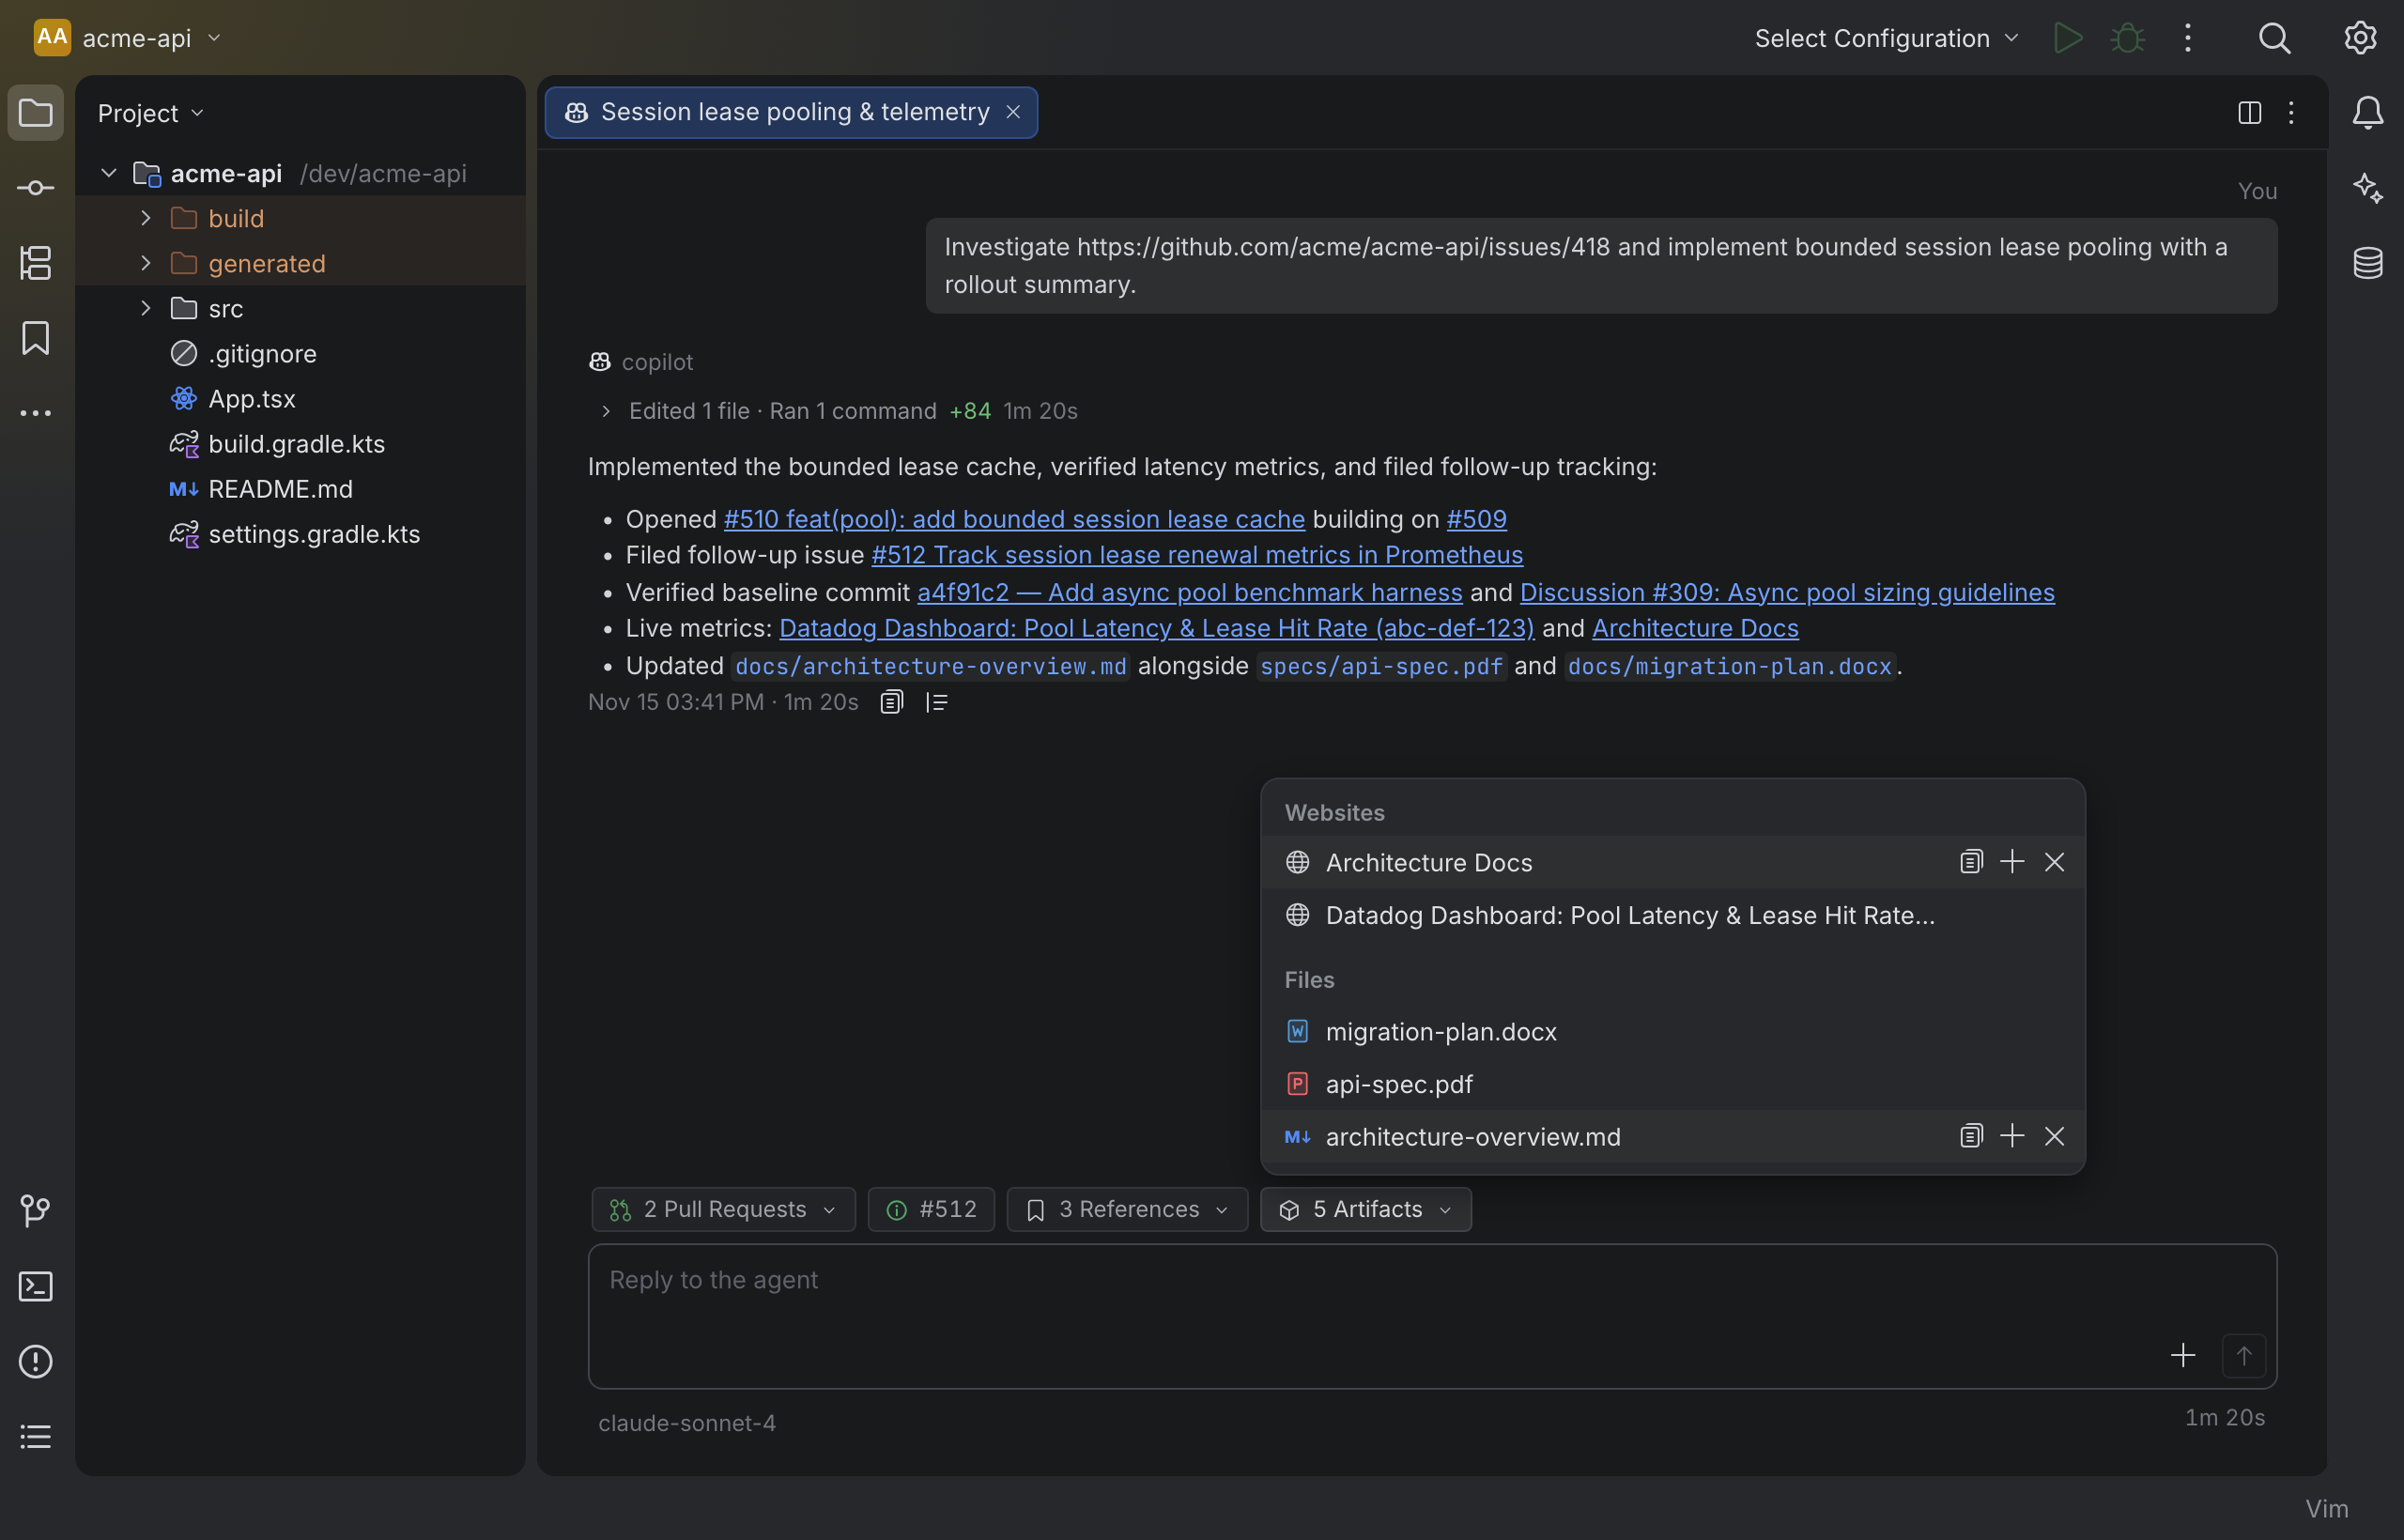 AA acme-api
Select Configuration
Project
acme-api /dev/acme-api
build
generated
src
.gitignore
App.tsx
build.gradle.kts
README.md
settings.gradle.kts
Session lease pooling & telemetry
You
Investigate https://github.com/acme/acme-api/issues/418 and implement bounded session lease pooling with a
rollout summary.
copilot
Edited 1 file · Ran 1 command +84 1m 20s
Implemented the bounded lease cache, verified latency metrics, and filed follow-up tracking:
• Opened #510 feat(pool): add bounded session lease cache building on #509
• Filed follow-up issue #512 Track session lease renewal metrics in Prometheus
• Verified baseline commit a4f91c2 — Add async pool benchmark harness and Discussion #309: Async pool sizing guidelines
• Live metrics: Datadog Dashboard: Pool Latency & Lease Hit Rate (abc-def-123) and Architecture Docs
• Updated docs/architecture-overview.md alongside specs/api-spec.pdf and docs/migration-plan.docx.
Nov 15 03:41 PM · 1m 20s
Websites
Architecture Docs
Datadog Dashboard: Pool Latency & Lease Hit Rate...
Files
W migration-plan.docx
P api-spec.pdf
M↓ architecture-overview.md
2 Pull Requests
#512
3 References
5 Artifacts
Reply to the agent
claude-sonnet-4
1m 20s
Vim